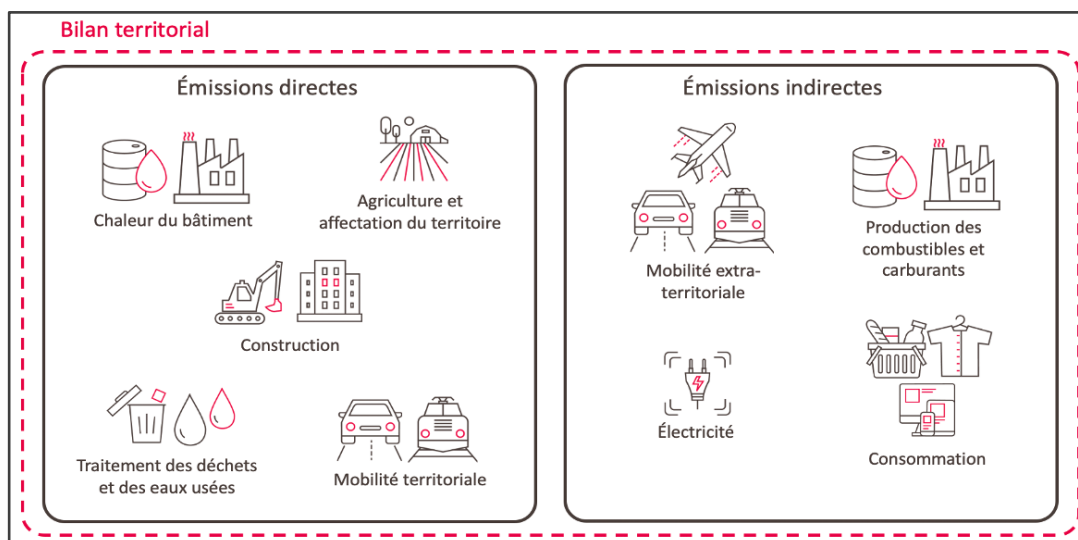 Bilan territorial
Émissions directes
Chaleur du bâtiment
Agriculture et
affectation du territoire
Construction
Traitement des déchets
et des eaux usées
Mobilité territoriale
Émissions indirectes
Mobilité extra-
territoriale
Production des
combustibles et
carburants
Électricité
Consommation